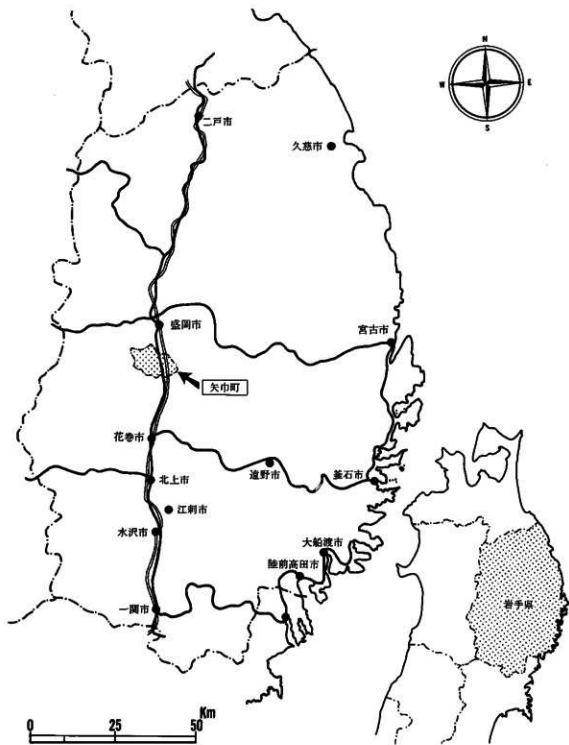 N
W
E
S
二戸市
久慈市
盛岡市
宮古市
矢巾町
花巻市
遠野市
釜石市
北上市
江刺市
水沢市
大船渡市
陸前高田市
一関市
岩手県
Km
0 25 50